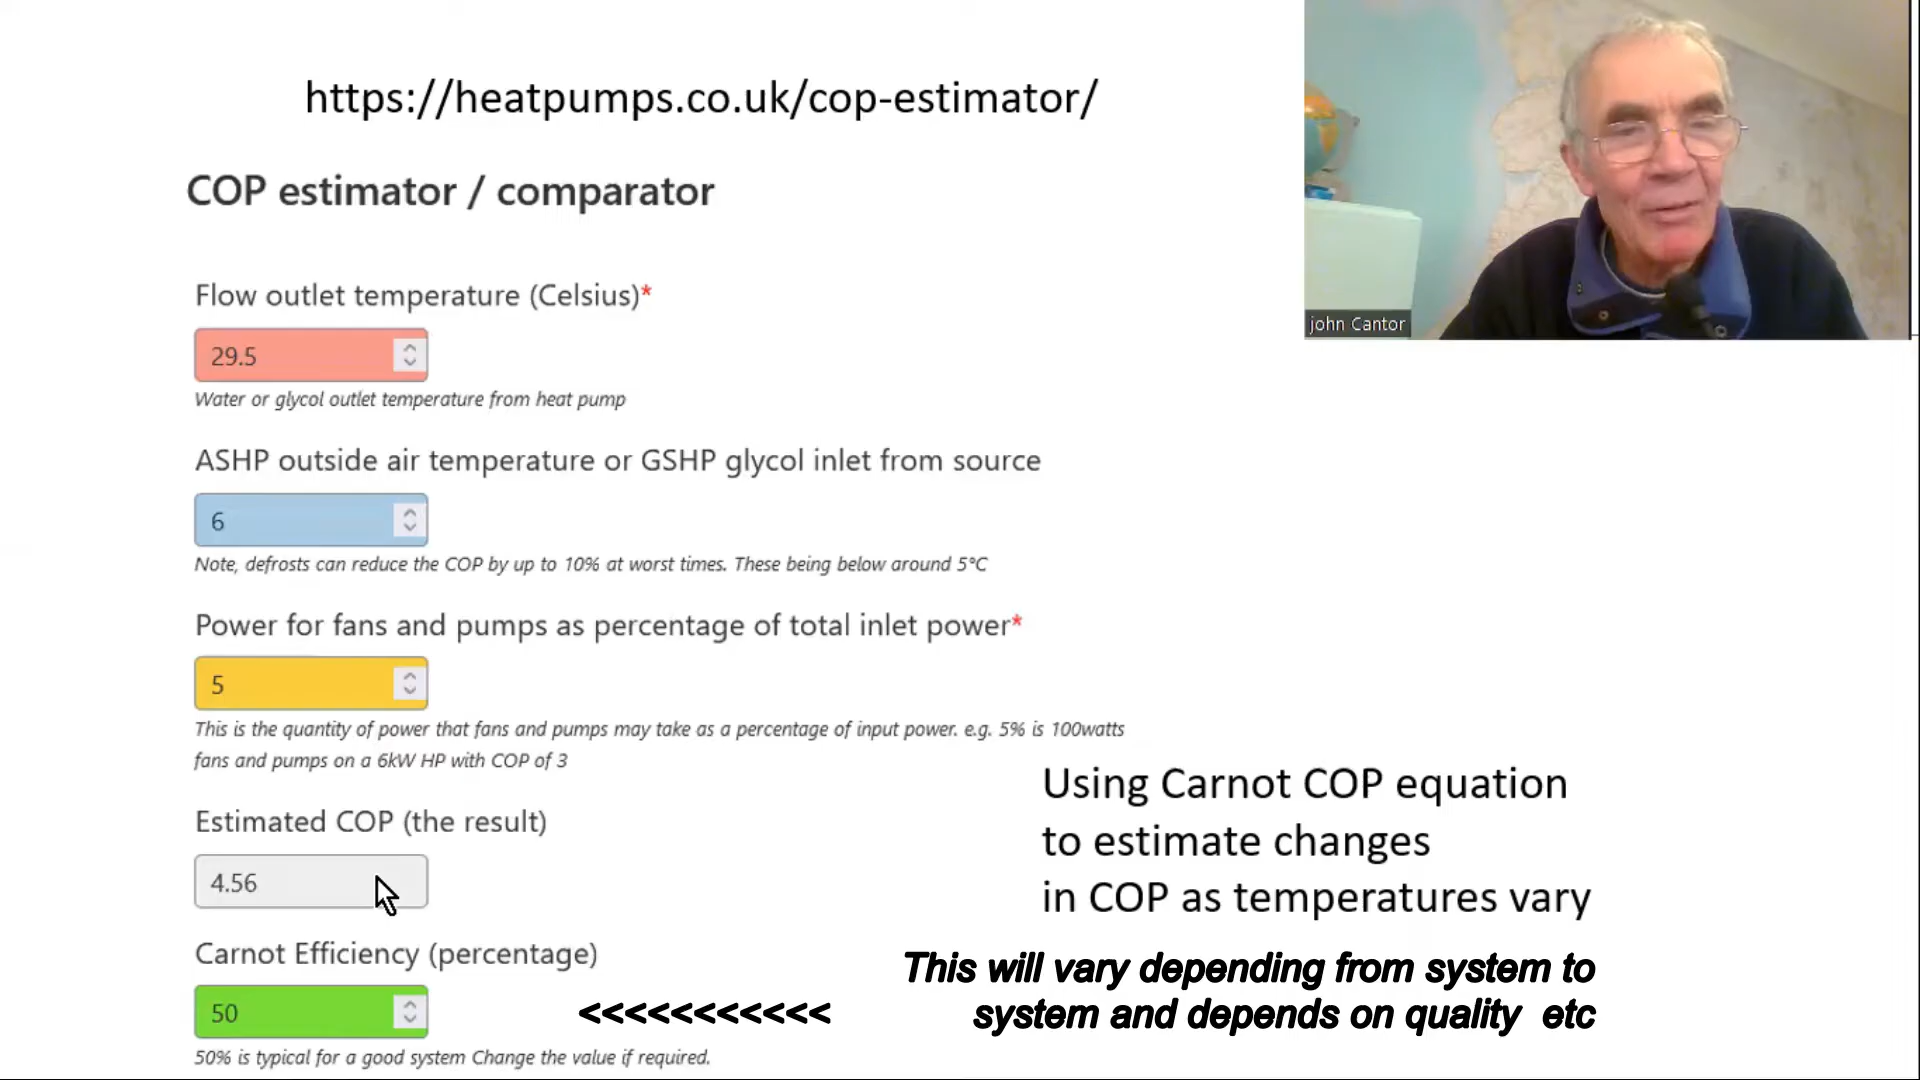 https://heatpumps.co.uk/cop-estimator/
COP estimator / comparator
john Cantor
Flow outlet temperature (Celsius)*
29.5
Water or glycol outlet temperature from heat pump
ASHP outside air temperature or GSHP glycol inlet from source
6
Note, defrosts can reduce the COP by up to 10% at worst times. These being below around 5°C
Power for fans and pumps as percentage of total inlet power*
5
This is the quantity of power that fans and pumps may take as a percentage of input power. e.g. 5% is 100watts
fans and pumps on a 6kW HP with COP of 3
Estimated COP (the result)
4.56
Using Carnot COP equation
to estimate changes
in COP as temperatures vary
Carnot Efficiency (percentage)
50
<<<<<<<<<<<
This will vary depending from system to
system and depends on quality etc
50% is typical for a good system Change the value if required.